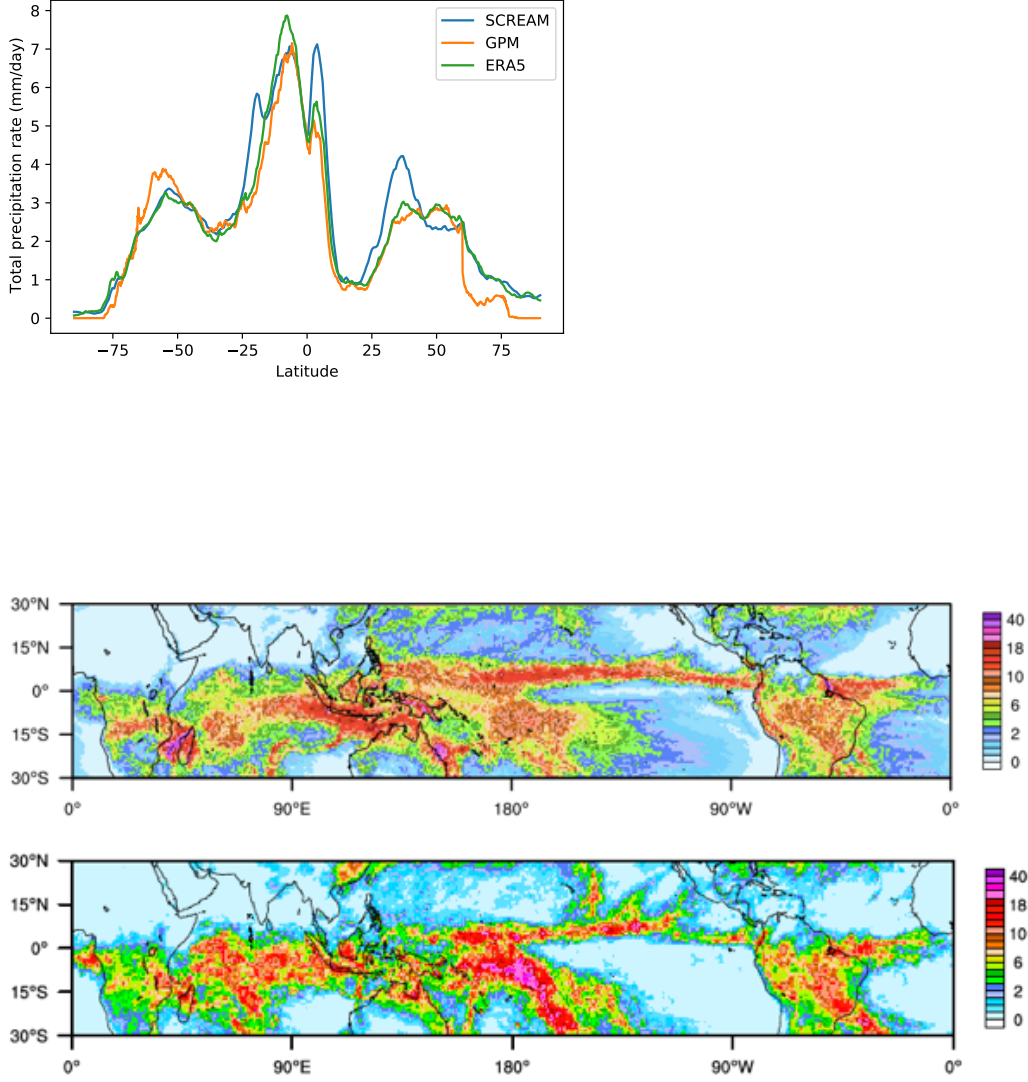 8
7
6
5
4
3
2
1
0
Total precipitation rate (mm/day)
SCREAM
GPM
ERA5
−75 −50 −25 0 25 50 75
Latitude
30°N
15°N
0°
15°S
30°S
0° 90°E 180° 90°W 0°
40
18
10
6
2
0
30°N
15°N
0°
15°S
30°S
0° 90°E 180° 90°W 0°
40
18
10
6
2
0